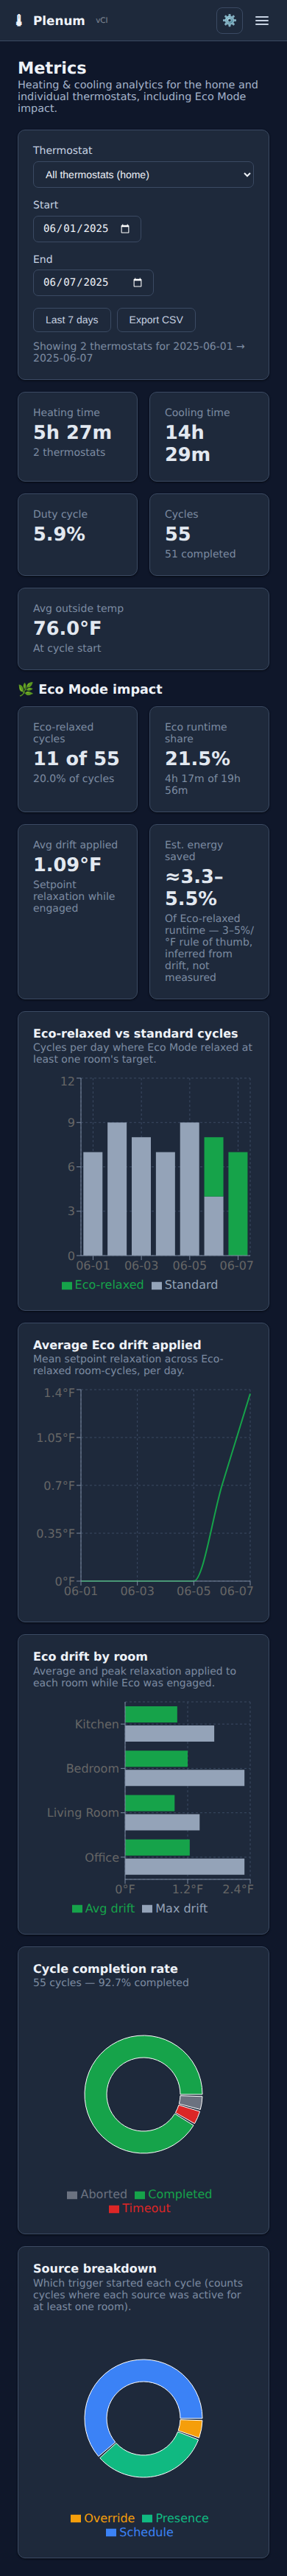 Plenum vCI
Metrics
Heating & cooling analytics for the home and
individual thermostats, including Eco Mode
impact.
Thermostat
All thermostats (home)
Start
06/01/2025
End
06/07/2025
Last 7 days Export CSV
Showing 2 thermostats for 2025-06-01 →
2025-06-07
Heating time
5h 27m
2 thermostats
Cooling time
14h
29m
Duty cycle
5.9%
Cycles
55
51 completed
Avg outside temp
76.0°F
At cycle start
Eco Mode impact
Eco-relaxed
cycles
11 of 55
20.0% of cycles
Eco runtime
share
21.5%
4h 17m of 19h
56m
Avg drift applied
1.09°F
Setpoint
relaxation while
engaged
Est. energy
saved
≈3.3–
5.5%
Of Eco-relaxed
runtime — 3–5%/
°F rule of thumb,
inferred from
drift, not
measured
Eco-relaxed vs standard cycles
Cycles per day where Eco Mode relaxed at
least one room's target.
12
9
6
3
0
06-01 06-03 06-05 06-07
Eco-relaxed Standard
Average Eco drift applied
Mean setpoint relaxation across Eco-
relaxed room-cycles, per day.
1.4°F
1.05°F
0.7°F
0.35°F
0°F
06-01 06-03 06-05 06-07
Eco drift by room
Average and peak relaxation applied to
each room while Eco was engaged.
Kitchen
Bedroom
Living Room
Office
0°F 1.2°F 2.4°F
Avg drift Max drift
Cycle completion rate
55 cycles — 92.7% completed
Aborted Completed
Timeout
Source breakdown
Which trigger started each cycle (counts
cycles where each source was active for
at least one room).
Override Presence
Schedule